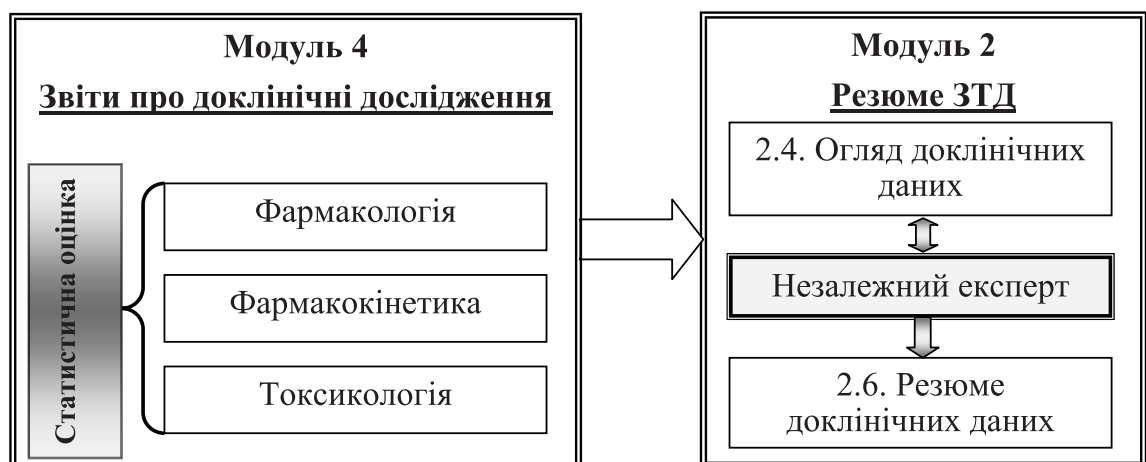 Модуль 4
Звіти про доклінічні дослідження
Статистична оцінка
Фармакологія
Фармакокінетика
Токсикологія
Модуль 2
Резюме ЗТД
2.4. Огляд доклінічних
даних
Незалежний експерт
2.6. Резюме
доклінічних даних